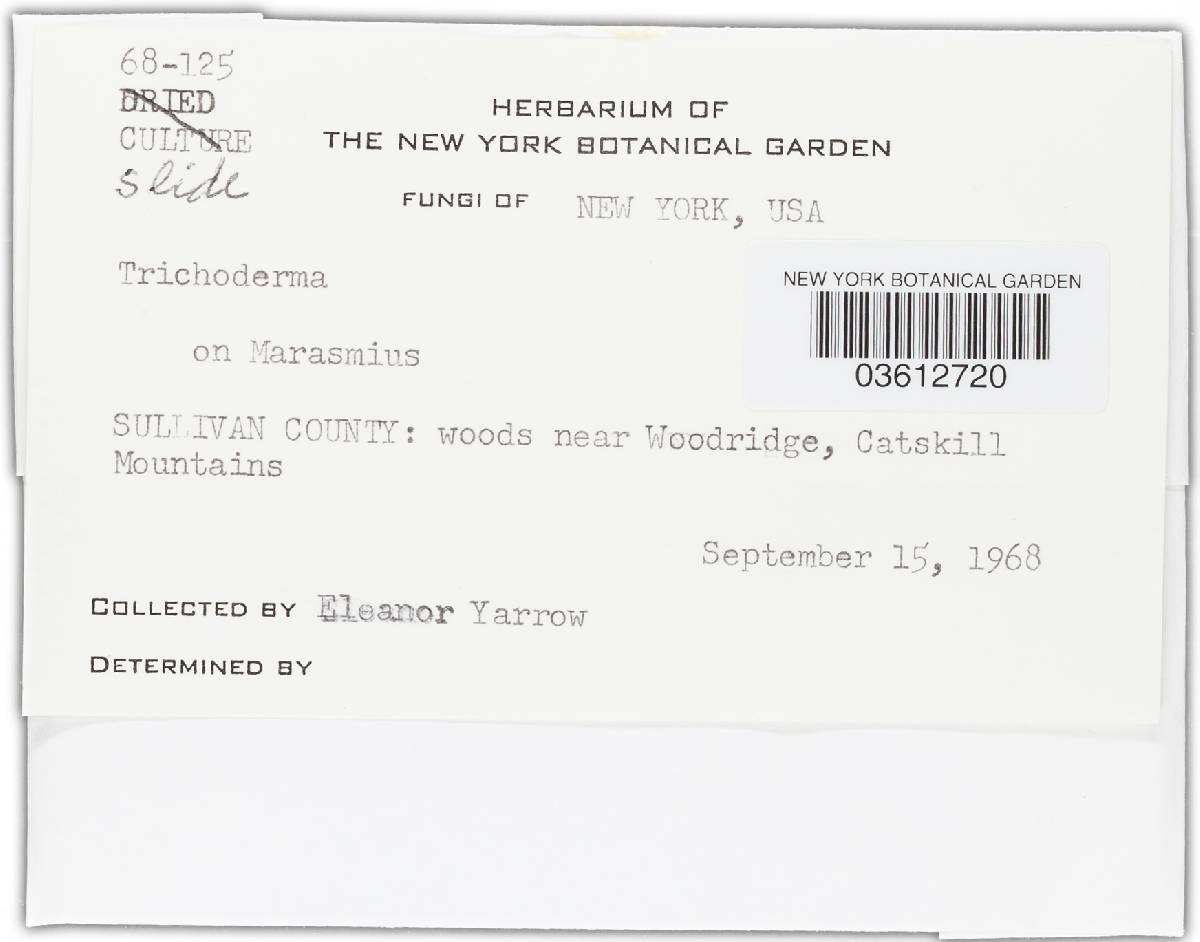 68-125
DRIED
CULTURE
slide
HERBARIUM OF
THE NEW YORK BOTANICAL GARDEN
FUNGI OF NEW YORK, USA
Trichoderma
NEW YORK BOTANICAL GARDEN
03612720
on Marasmius
SULLIVAN COUNTY: woods near Woodridge, Catskill
Mountains
September 15, 1968
COLLECTED BY Eleanor Yarrow
DETERMINED BY